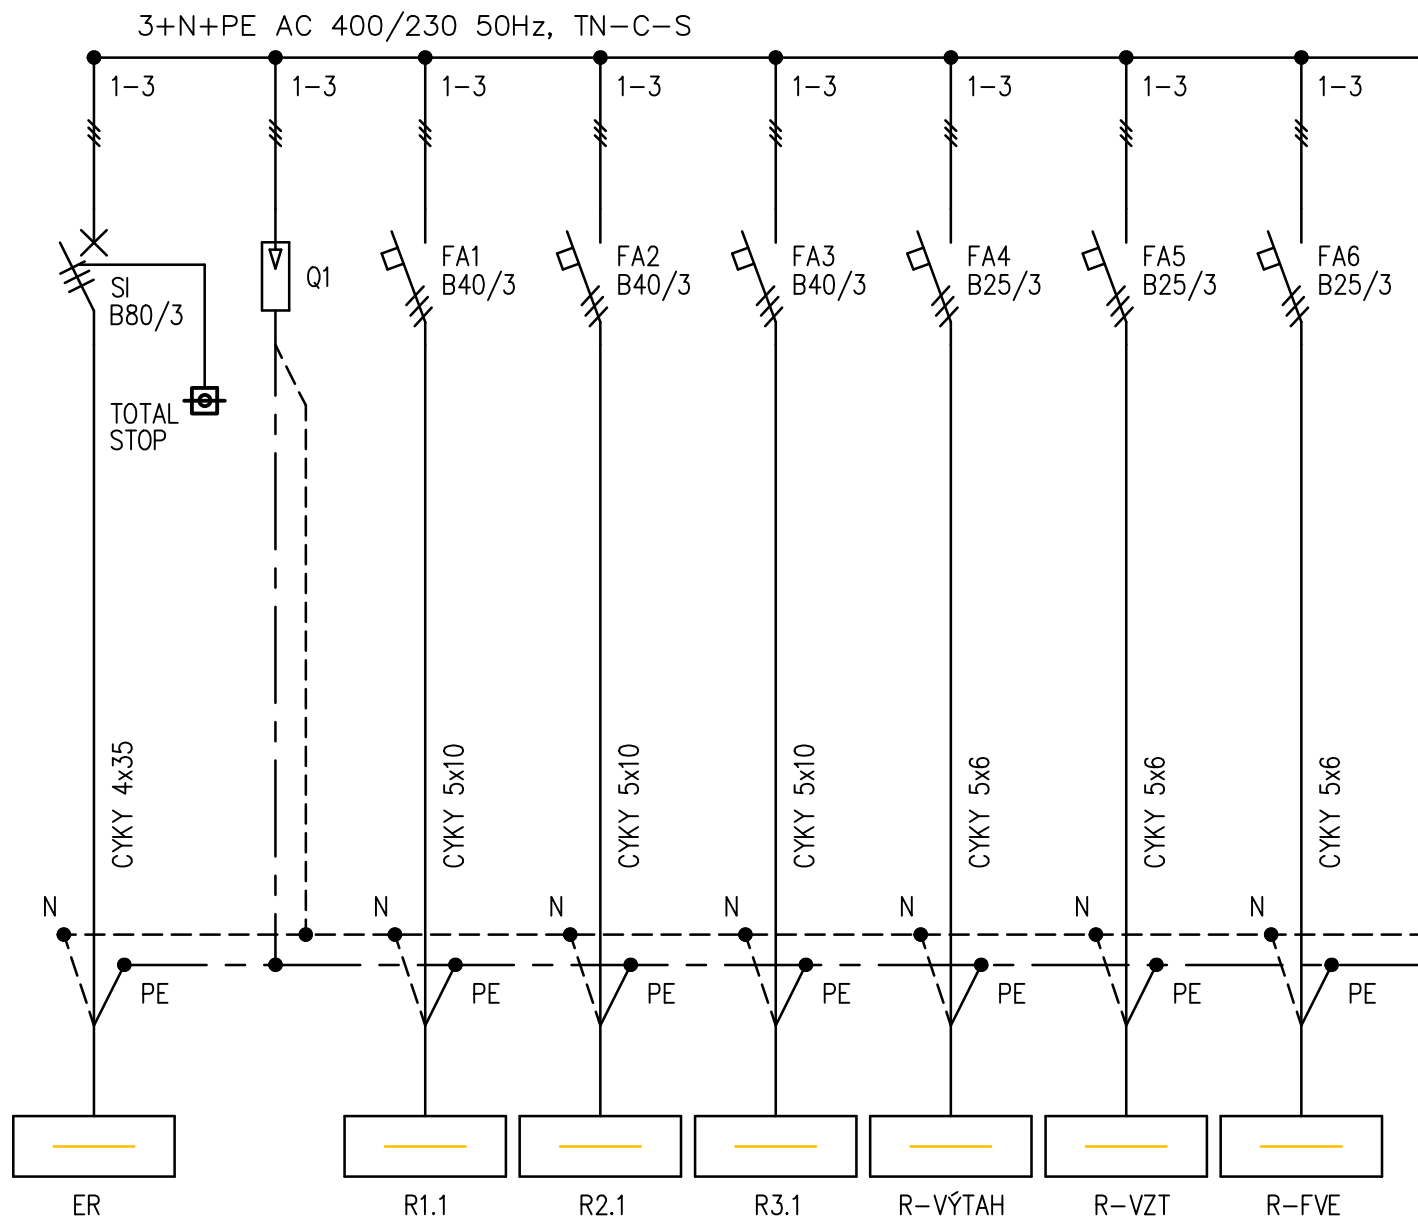 3+N+PE AC 400/230 50Hz, TN-C-S
1-3
1-3
1-3
1-3
1-3
1-3
1-3
1-3
SI
B80/3
Q1
FA1
B40/3
FA2
B40/3
FA3
B40/3
FA4
B25/3
FA5
B25/3
FA6
B25/3
TOTAL
STOP
CYKY 4x35
CYKY 5x10
CYKY 5x10
CYKY 5x10
CYKY 5x6
CYKY 5x6
CYKY 5x6
N
N
N
N
N
N
N
PE
PE
PE
PE
PE
PE
PE
ER
R1.1
R2.1
R3.1
R-VÝTAH
R-VZT
R-FVE